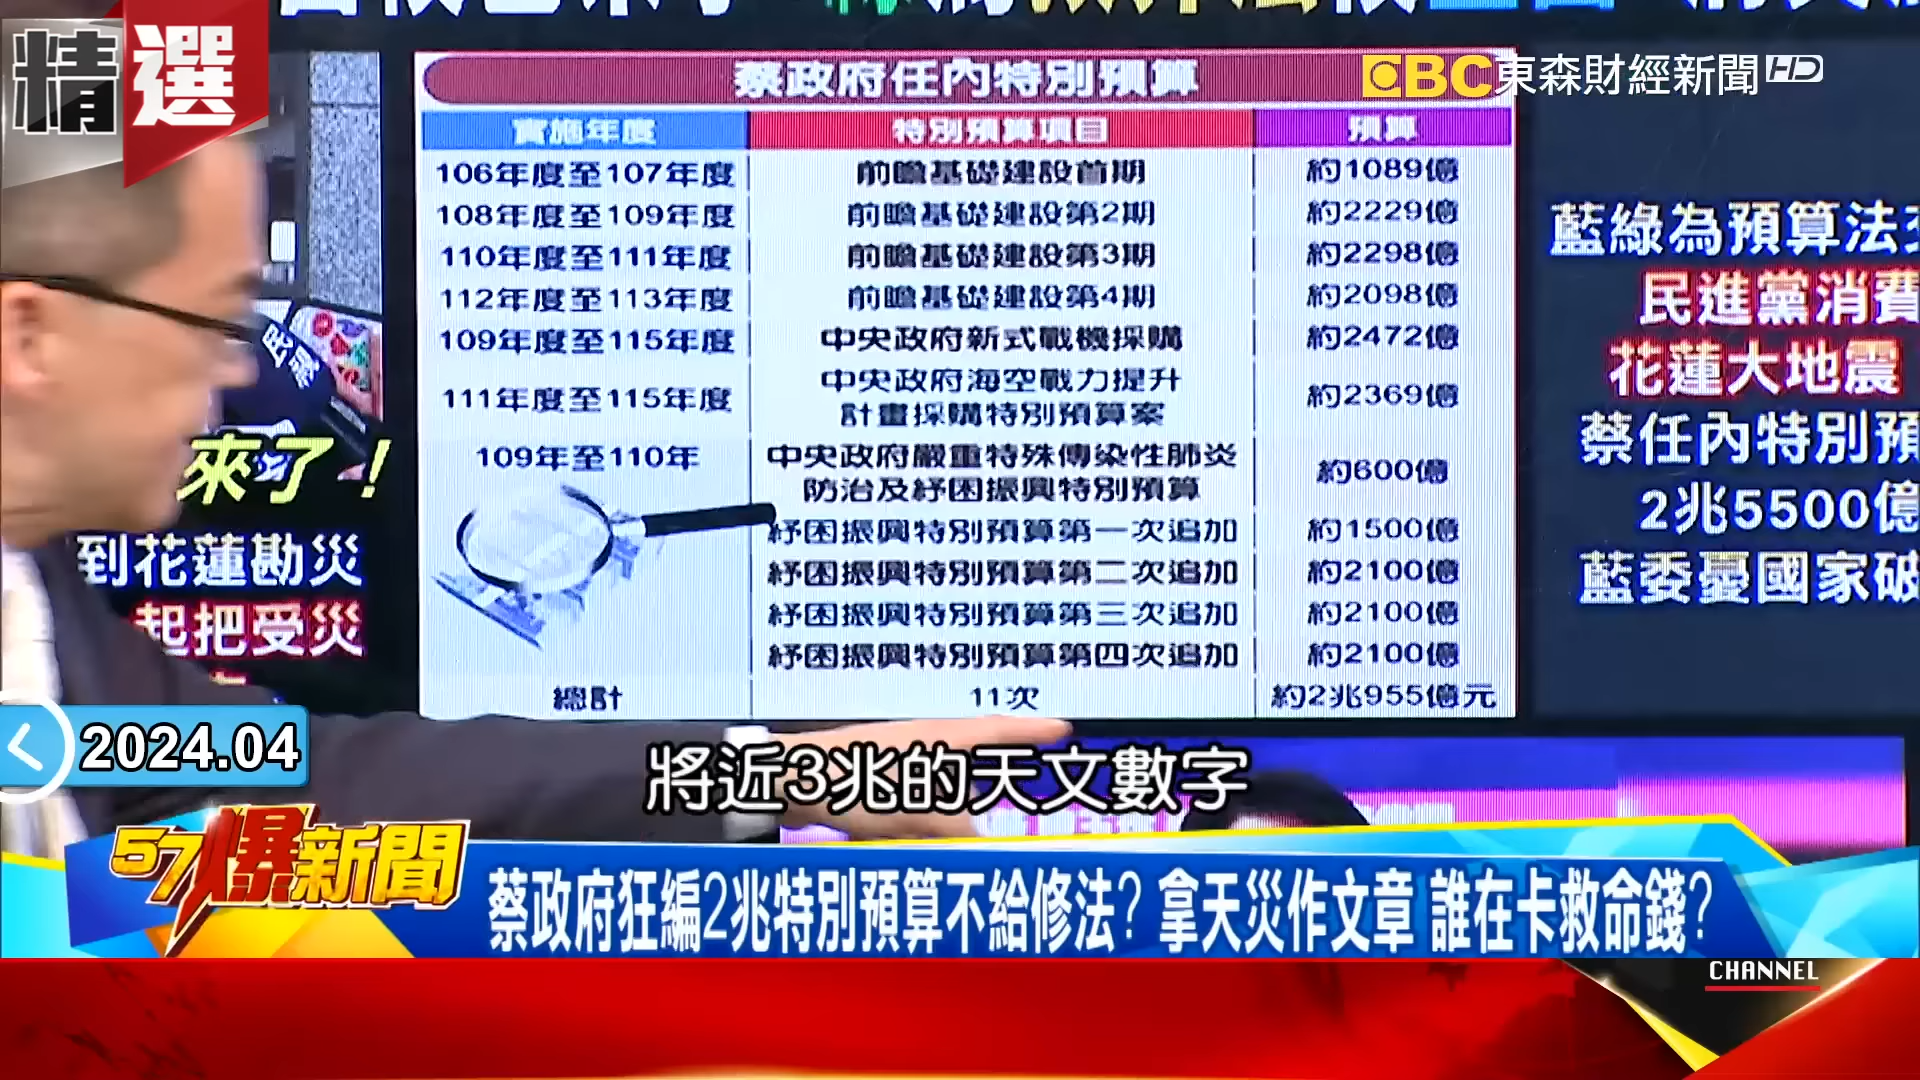 精選
蔡政府任內特別預算
EBC東森財經新聞HD
實施年度 特別預算項目 預算
106年度至107年度 前瞻基礎建設首期 約1089億
108年度至109年度 前瞻基礎建設第2期 約2229億
110年度至111年度 前瞻基礎建設第3期 約2298億
112年度至113年度 前瞻基礎建設第4期 約2098億
109年度至115年度 中央政府新式戰機採購 約2472億
111年度至115年度 中央政府海空戰力提升
計畫採購特別預算案 約2369億
109年至110年 中央政府嚴重特殊傳染性肺炎
防治及紓困振興特別預算 約600億
紓困振興特別預算第一次追加 約1500億
紓困振興特別預算第二次追加 約2100億
紓困振興特別預算第三次追加 約2100億
紓困振興特別預算第四次追加 約2100億
總計 11次 約2兆955億元
來了！
到花蓮勘災
起把受災
藍綠為預算法
民進黨消費
花蓮大地震
蔡任內特別預
2兆5500億
藍委憂國家破
2024.04
將近3兆的天文數字
57爆新聞
蔡政府狂編2兆特別預算不給修法? 拿天災作文章 誰在卡救命錢?
CHANNEL